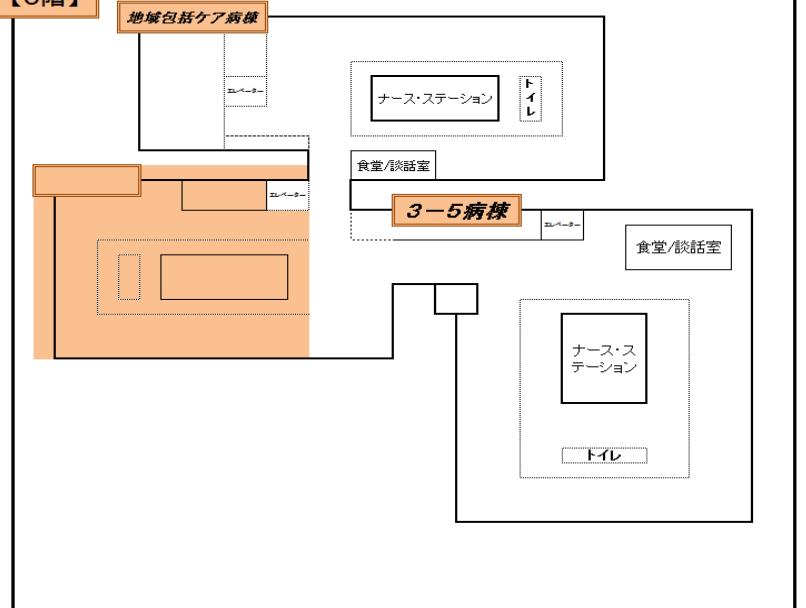 階】
地域包括ケア病棟
エレベーター
ナース・ステーション
トイレ
食堂/談話室
エレベーター
3－5病棟
エレベーター
食堂/談話室
ナース・ス
テーション
トイレ